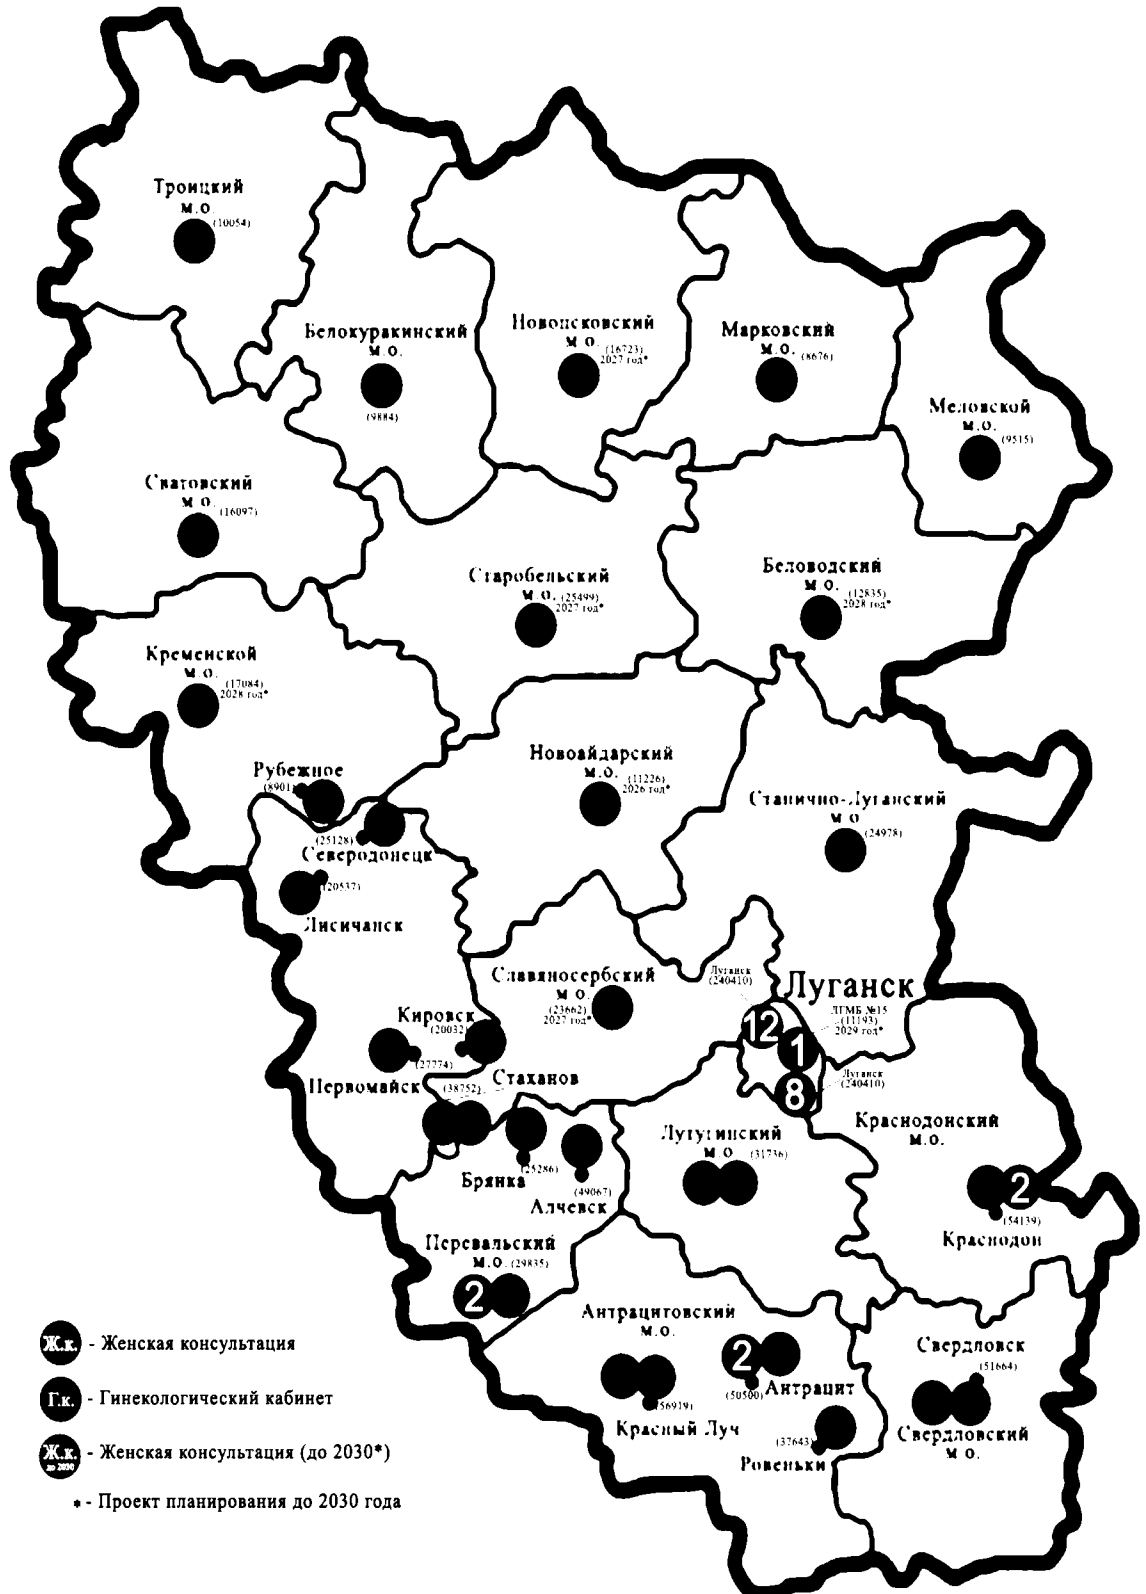 Троицкий
м.о.
(10054)
Белокуракинский
м.о.
(9884)
Новопсковский
м.о. (16723)
2027 год*
Марковский
м.о. (8676)
Меловской
м.о.
(9515)
Сватовский
м.о.
(16097)
Старобельский
м.о. (25499)
2027 год*
Беловодский
м.о.
(12835)
2028 год*
Кременской
м.о.
(17084)
2028 год*
Рубежное
(8901)
(25128)
Северодонецк
(20537)
Лисичанск
Новоайдарский
м.о. (11226)
2026 год*
Станично-Луганский
м.о
(24978)
Славяносербский
м о
(23662)
2027 год*
Луганск
(240410)
Луганск
ЛГМБ №15
(11193)
2029 год*
12
1
8
Луганск
(240410)
Кировск
(20032)
(27774)
Первомайск
(38752)
Стаханов
Брянка
(25286)
(49067)
Алчевск
Лутугинский
м о (31736)
Краснодонский
м.о.
2
(54139)
Краснодон
Перевальский
м.о. (29835)
2
Антрацитовский
м.о.
2
(50500)
Антрацит
(56919)
Красный Луч
(37643)
Ровеньки
Свердловск
(51664)
Свердловский
м о.
Ж.к. - Женская консультация
Г.к. - Гинекологический кабинет
Ж.к. - Женская консультация (до 2030*)
до 2030
* - Проект планирования до 2030 года